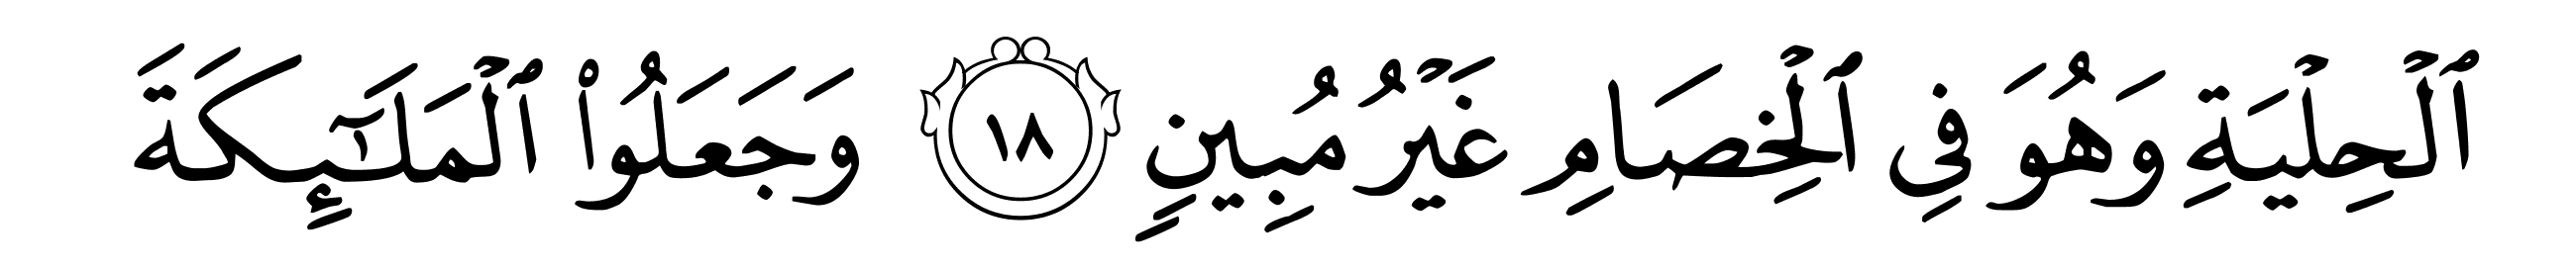 ٱلۡحِلۡيَةِ وَهُوَ فِي ٱلۡخِصَامِ غَيۡرُ مُبِينٖ ١٨ وَجَعَلُواْ ٱلۡمَلَٰٓئِكَةَ